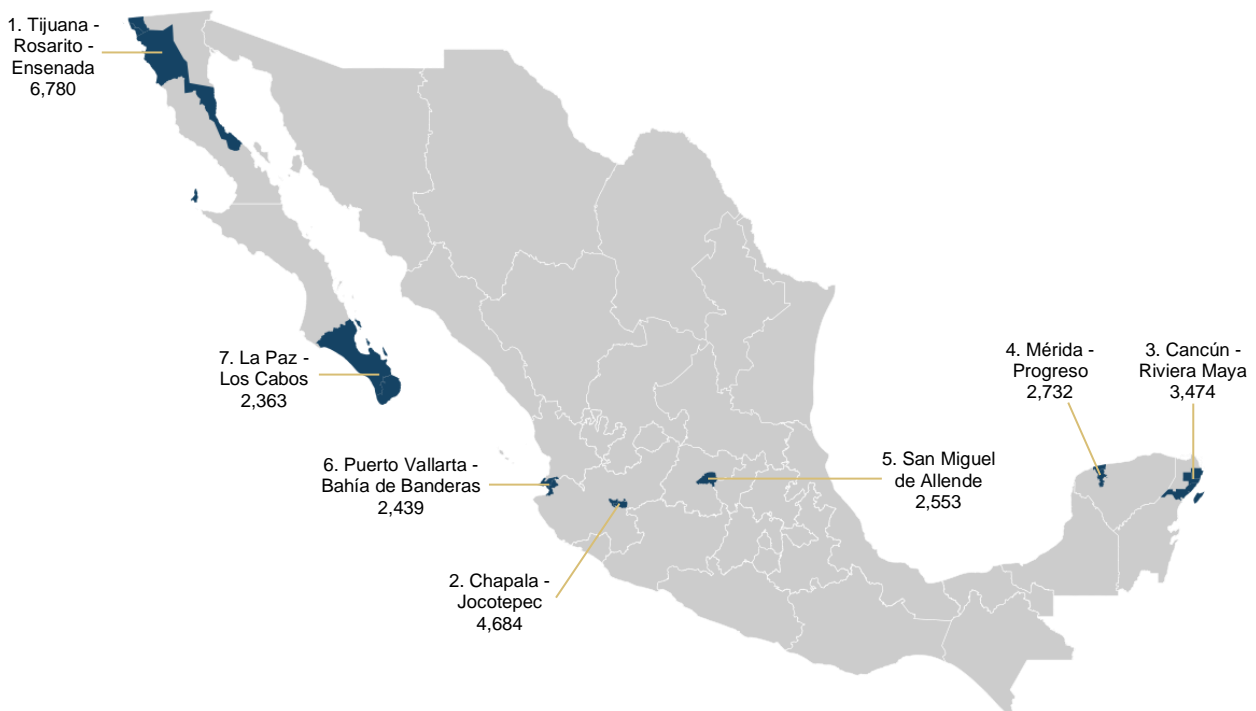 1. Tijuana -
Rosarito -
Ensenada
6,780
7. La Paz -
Los Cabos
2,363
4. Mérida -
Progreso
2,732
3. Cancún -
Riviera Maya
3,474
6. Puerto Vallarta -
Bahía de Banderas
2,439
5. San Miguel
de Allende
2,553
2. Chapala -
Jocotepec
4,684